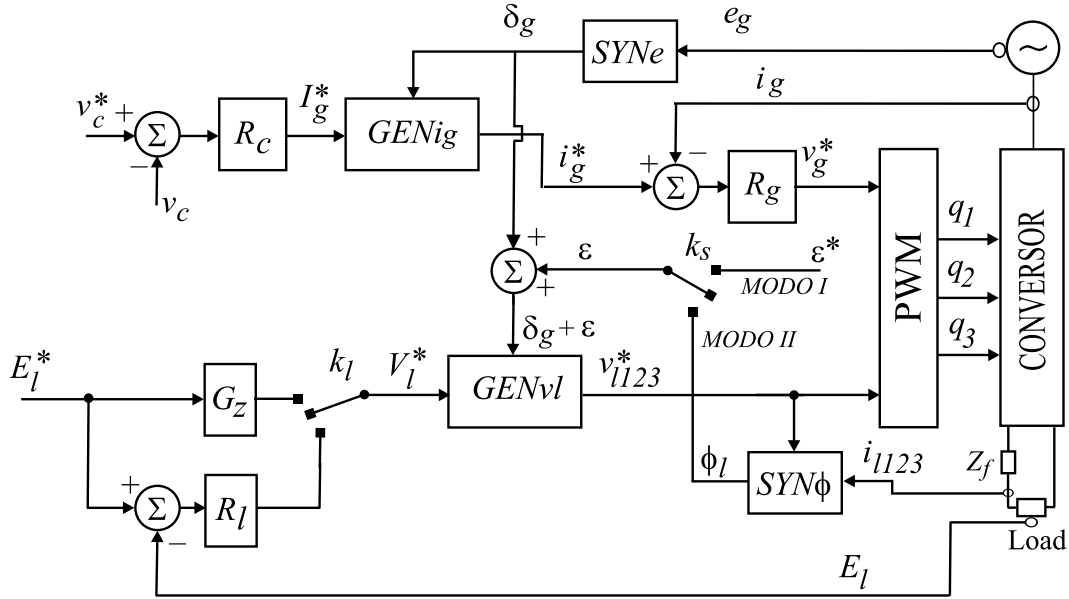 δg
eg
SYNe
~
ig
vc* +
Σ
−
vc
Rc
Ig*
GENig
ig*
+
−
Σ
Rg
vg*
PWM
q1
q2
q3
CONVERSOR
+
Σ
+
ε
ks
ε*
MODO I
MODO II
δg + ε
El*
Gz
kl
Vl*
GENvl
v*l123
ϕl
SYNϕ
il123
Zf
+
Σ
−
Rl
Load
El